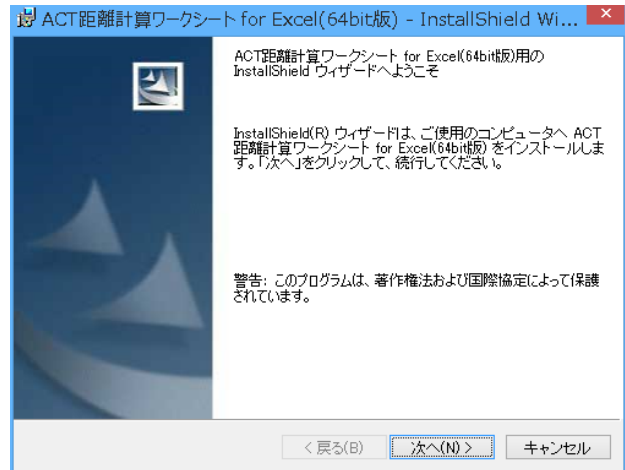 ACT距離計算ワークシート for Excel(64bit版) - InstallShield Wi...
ACT距離計算ワークシート for Excel(64bit版)用の
InstallShield ウィザードへようこそ
InstallShield(R) ウィザードは、ご使用のコンピュータへ ACT
距離計算ワークシート for Excel(64bit版) をインストールしま
す。「次へ」をクリックして、続行してください。
警告: このプログラムは、著作権法および国際協定によって保護
されています。
< 戻る(B)
次へ(N) >
キャンセル